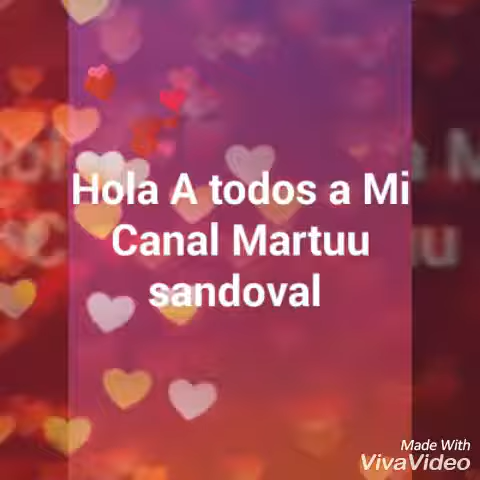 Hola A todos a Mi
Canal Martuu
sandoval
Made With
VivaVideo